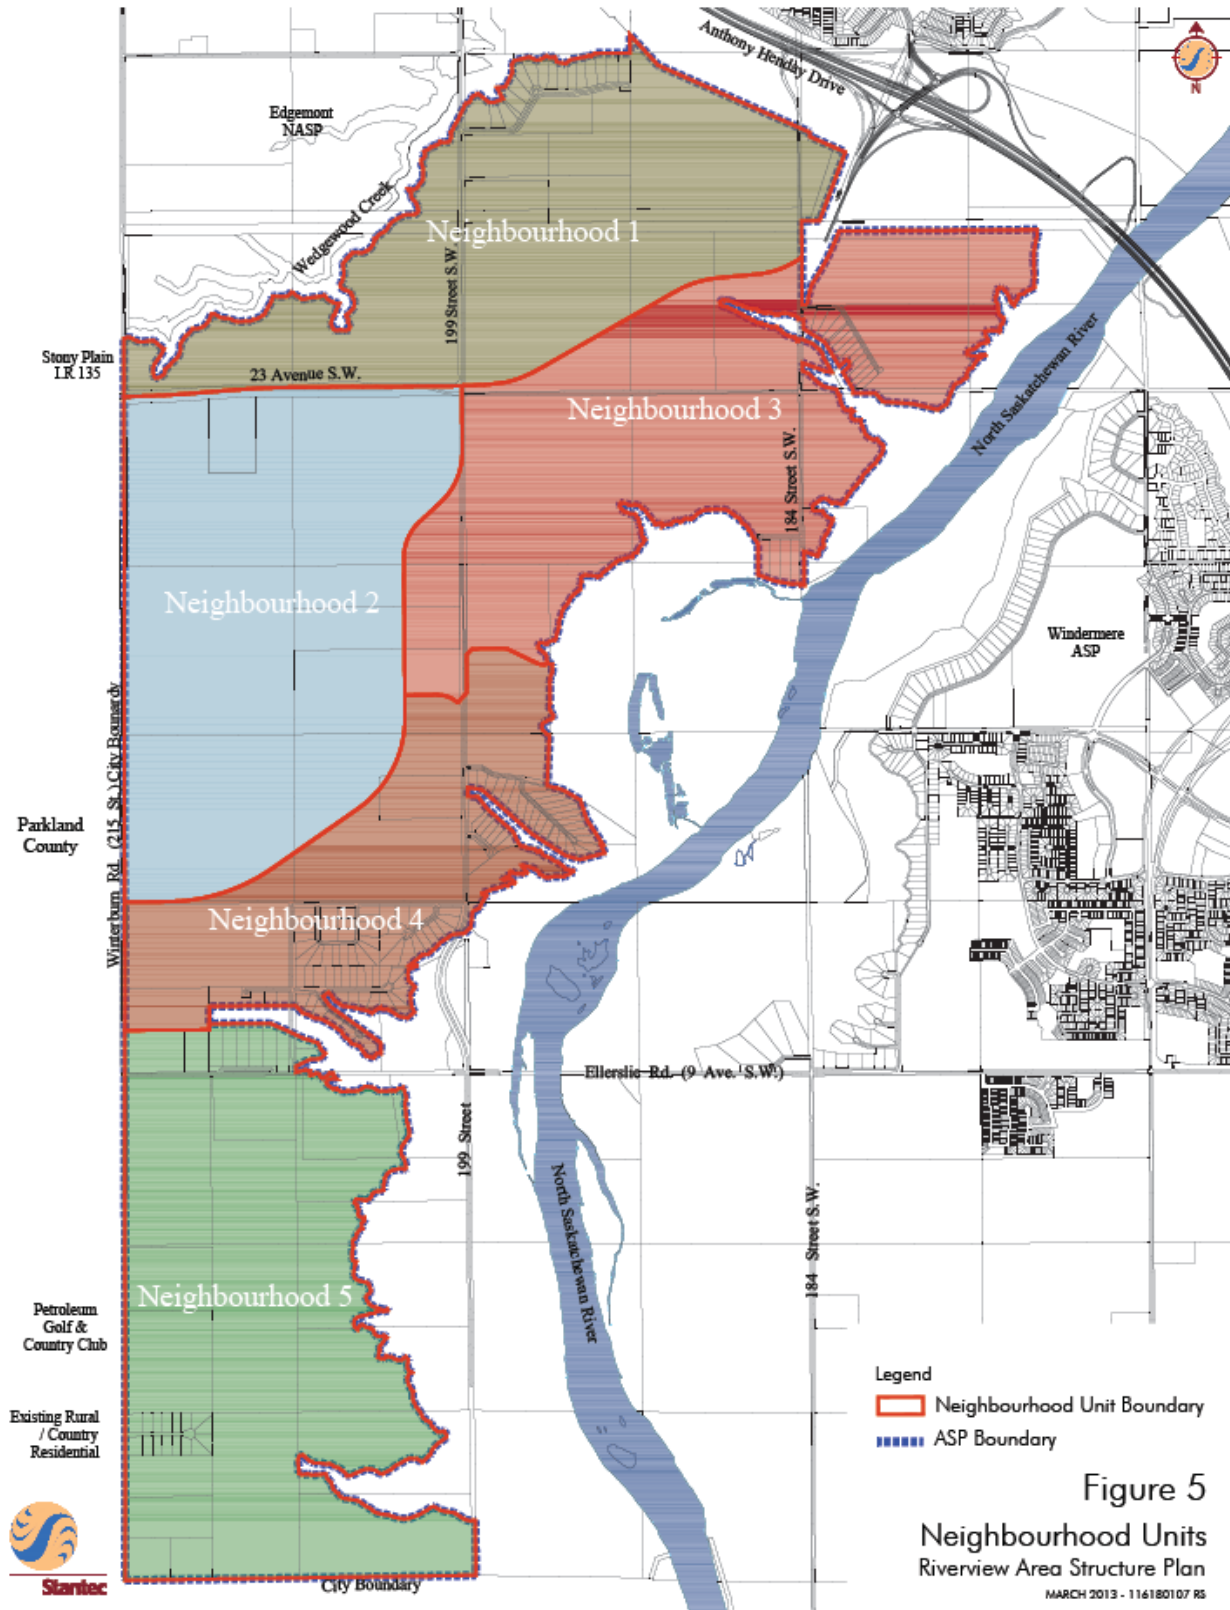 Anthony Henday Drive
N
Edgemont
NASP
Wedgewood Creek
Neighbourhood 1
199 Street S.W.
Stony Plain
I.R 135
23 Avenue S.W.
North Saskatchewan River
Neighbourhood 3
184 Street S.W.
Neighbourhood 2
Windermere
ASP
Winterburn Rd. (215 St.) City Bounardy
Parkland
County
Neighbourhood 4
Ellerslie Rd. (9 Ave. S.W.)
199 Street
North Saskatchewan River
184 Street S.W.
Neighbourhood 5
Petroleum
Golf &
Country Club
Existing Rural
/ Country
Residential
City Boundary
Stantec
Legend
Neighbourhood Unit Boundary
ASP Boundary
Figure 5
Neighbourhood Units
Riverview Area Structure Plan
MARCH 2013 - 116180107 RS